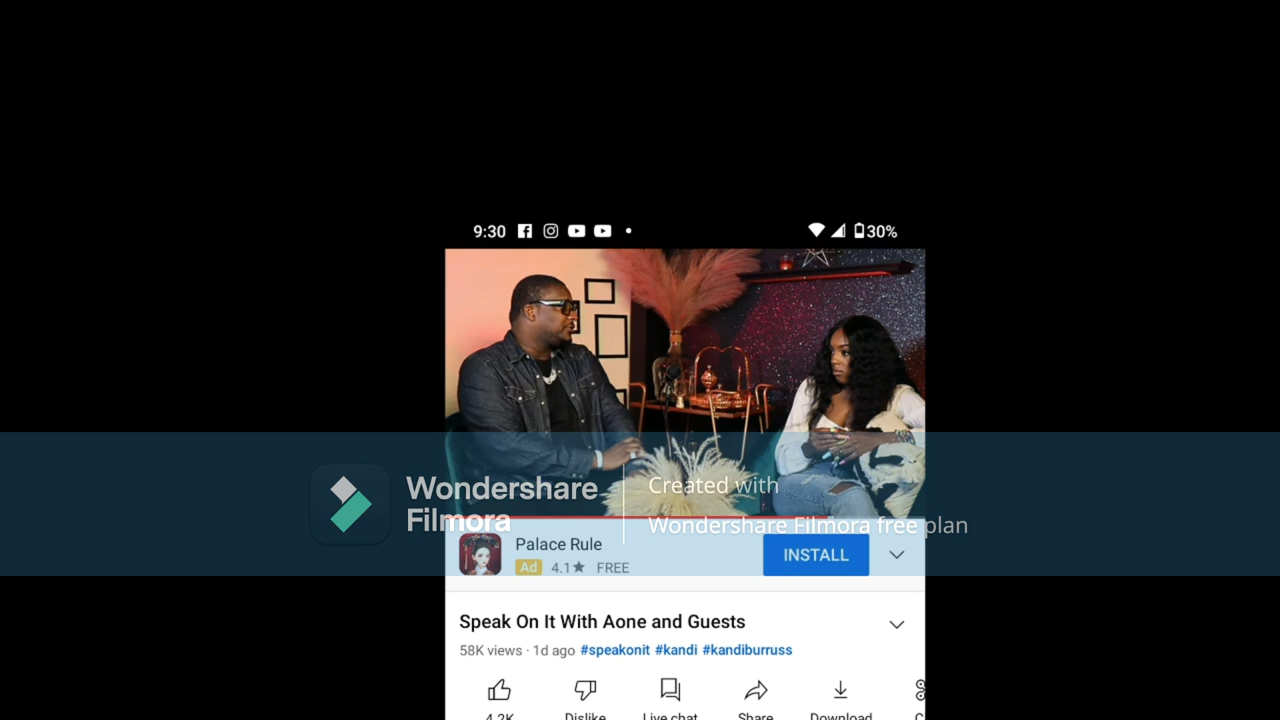 9:30
30%
Wondershare
Filmora
Created with
Wondershare Filmora free plan
Palace Rule
Ad 4.1★ FREE
INSTALL
Speak On It With Aone and Guests
58K views · 1d ago #speakonit #kandi #kandiburruss
4.2K Dislike Live chat Share Download